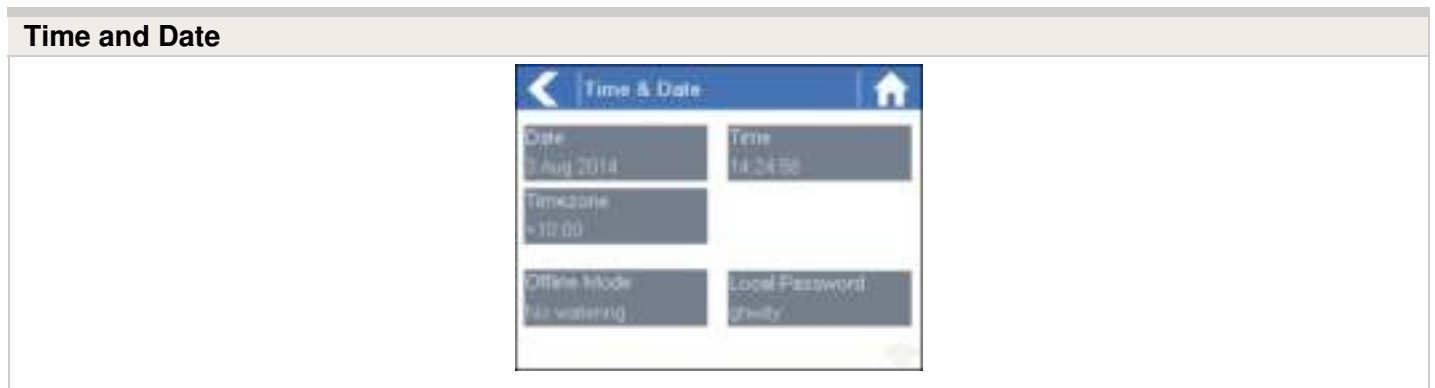 Time and Date
Time & Date
Date
Time
3 Aug 2014
14:24:56
Timezone
+10:00
Offline Mode
Local Password
No watering